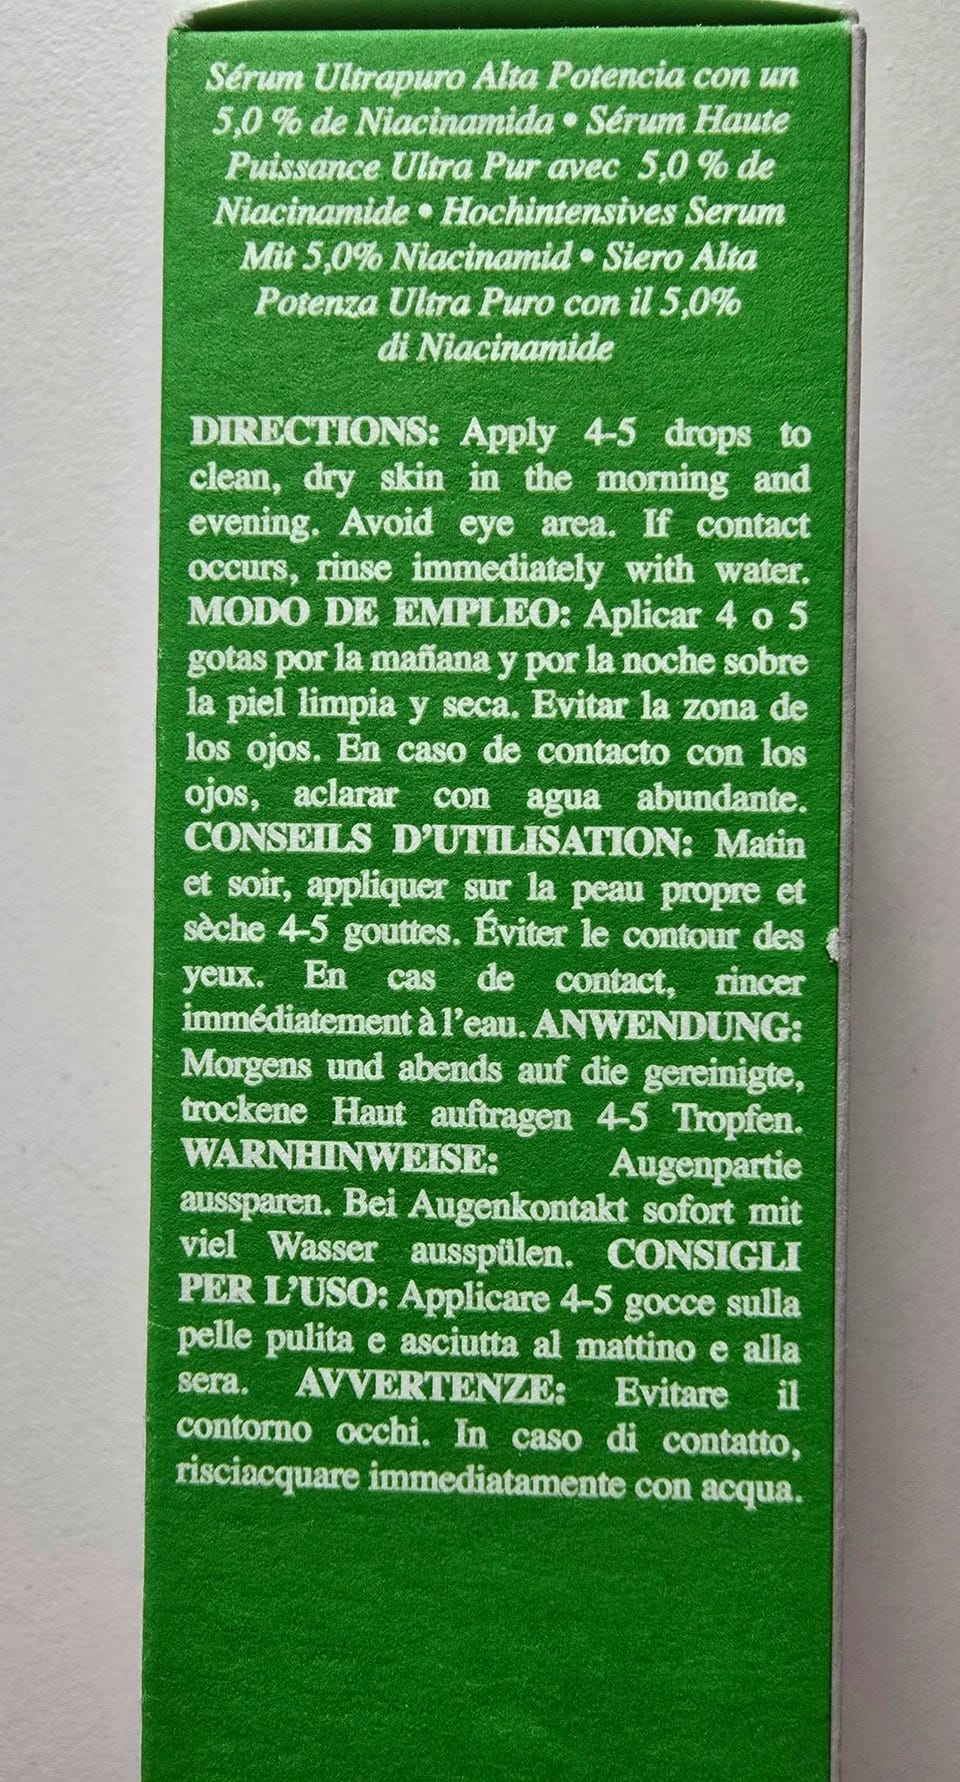 Sérum Ultrapuro Alta Potencia con un
5,0 % de Niacinamida • Sérum Haute
Puissance Ultra Pur avec 5,0 % de
Niacinamide • Hochintensives Serum
Mit 5,0% Niacinamid • Siero Alta
Potenza Ultra Puro con il 5,0%
di Niacinamide
DIRECTIONS: Apply 4-5 drops to
clean, dry skin in the morning and
evening. Avoid eye area. If contact
occurs, rinse immediately with water.
MODO DE EMPLEO: Aplicar 4 o 5
gotas por la mañana y por la noche sobre
la piel limpia y seca. Evitar la zona de
los ojos. En caso de contacto con los
ojos, aclarar con agua abundante.
CONSEILS D'UTILISATION: Matin
et soir, appliquer sur la peau propre et
sèche 4-5 gouttes. Éviter le contour des
yeux. En cas de contact, rincer
immédiatement à l'eau. ANWENDUNG:
Morgens und abends auf die gereinigte,
trockene Haut auftragen 4-5 Tropfen.
WARNHINWEISE: Augenpartie
aussparen. Bei Augenkontakt sofort mit
viel Wasser ausspülen. CONSIGLI
PER L'USO: Applicare 4-5 gocce sulla
pelle pulita e asciutta al mattino e alla
sera. AVVERTENZE: Evitare il
contorno occhi. In caso di contatto,
risciacquare immediatamente con acqua.